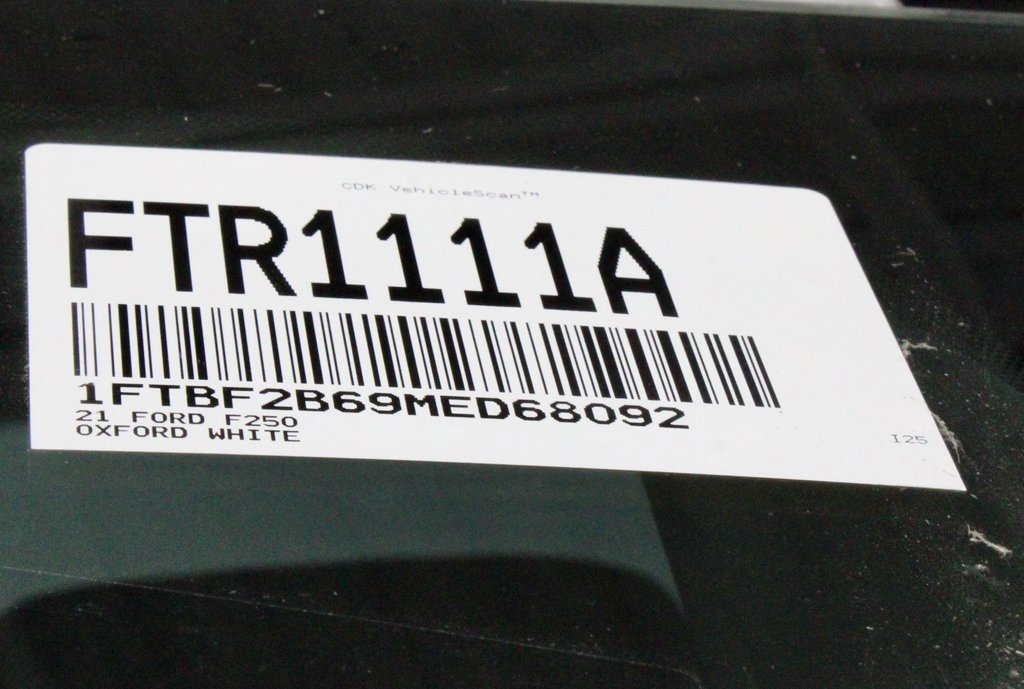 CDK VehicleScan™
FTR1111A
1FTBF2B69MED68092
21 FORD F250
OXFORD WHITE
I25